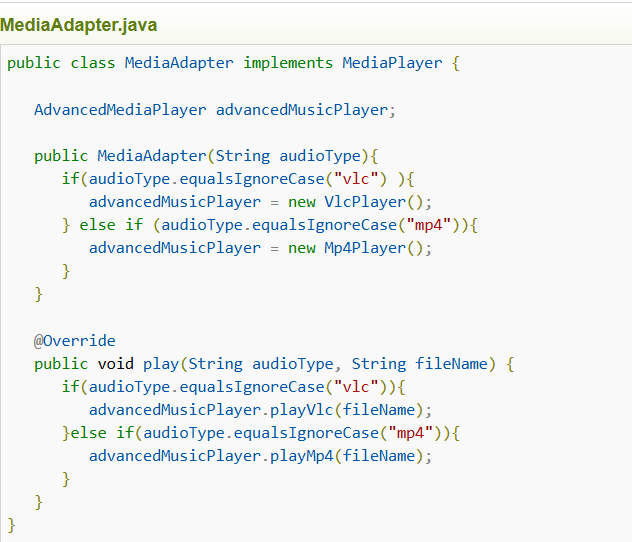 MediaAdapter.java
public class MediaAdapter implements MediaPlayer {
AdvancedMediaPlayer advancedMusicPlayer;
public MediaAdapter(String audioType){
if(audioType.equalsIgnoreCase("vlc") ){
advancedMusicPlayer = new VlcPlayer();
} else if (audioType.equalsIgnoreCase("mp4")){
advancedMusicPlayer = new Mp4Player();
}
}
@Override
public void play(String audioType, String fileName) {
if(audioType.equalsIgnoreCase("vlc")){
advancedMusicPlayer.playVlc(fileName);
}else if(audioType.equalsIgnoreCase("mp4")){
advancedMusicPlayer.playMp4(fileName);
}
}
}